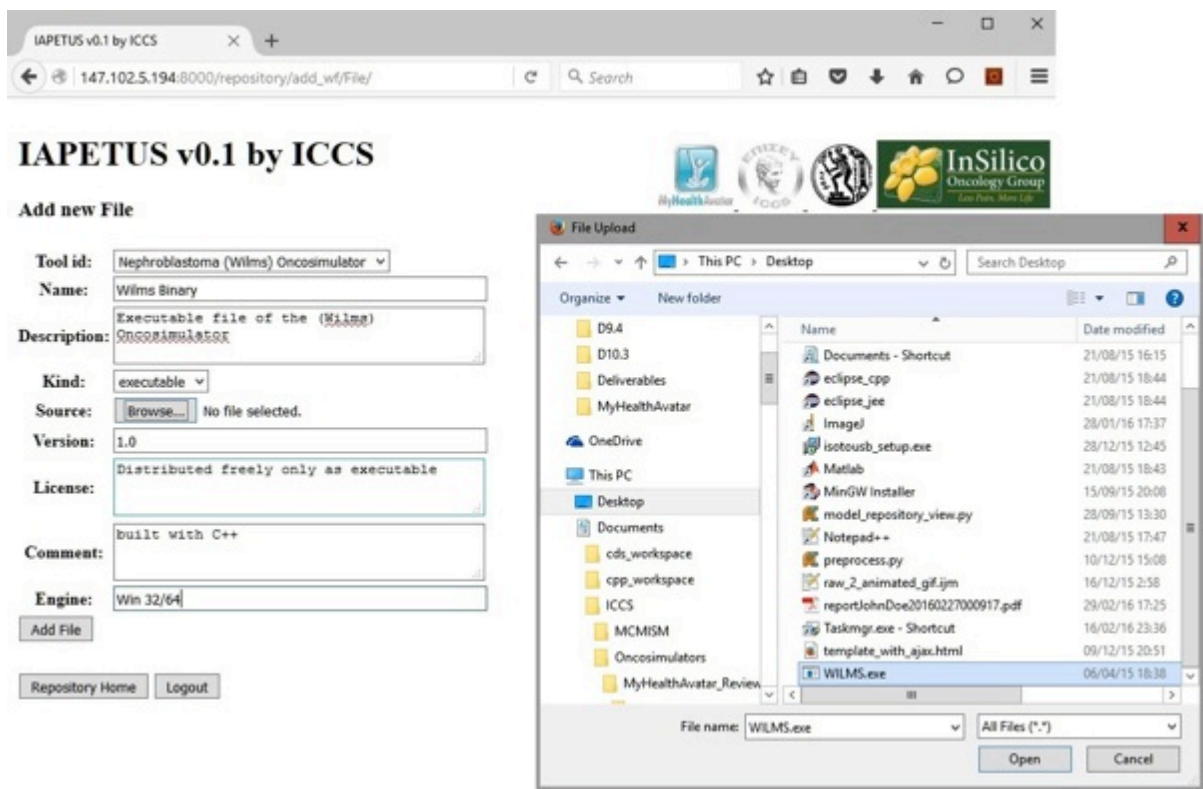 IAPETUS v0.1 by ICCS
147.102.5.194:8000/repository/add_wf/File/
Search
IAPETUS v0.1 by ICCS
MyHealthAvatar
ICCS
InSilico
Oncology Group
Less Pain, More Life
Add new File
Tool id: Nephroblastoma (Wilms) Oncosimulator
Name: Wilms Binary
Description: Executable file of the (Wilms)
Oncosimulator
Kind: executable
Source: Browse... No file selected.
Version: 1.0
License: Distributed freely only as executable
Comment: built with C++
Engine: Win 32/64
Add File
Repository Home Logout
File Upload
This PC Desktop
Search Desktop
Organize New folder
D9.4
D10.3
Deliverables
MyHealthAvatar
OneDrive
This PC
Desktop
Documents
cds_workspace
cpp_workspace
ICCS
MCMISM
Oncosimulators
MyHealthAvatar_Review
Name Date modified
Documents - Shortcut 21/08/15 16:15
eclipse_cpp 21/08/15 18:44
eclipse_jee 21/08/15 18:44
ImageJ 28/01/16 17:37
isotousb_setup.exe 28/12/15 12:45
Matlab 21/08/15 18:43
MinGW Installer 15/09/15 20:08
model_repository_view.py 28/09/15 13:30
Notepad++ 21/08/15 17:47
preprocess.py 10/12/15 15:08
raw_2_animated_gif.ijm 16/12/15 2:58
reportJohnDoe20160227000917.pdf 29/02/16 17:25
Taskmgr.exe - Shortcut 16/02/16 23:36
template_with_ajax.html 09/12/15 20:51
WILMS.exe 06/04/15 18:38
File name: WILMS.exe All Files (*.*)
Open Cancel